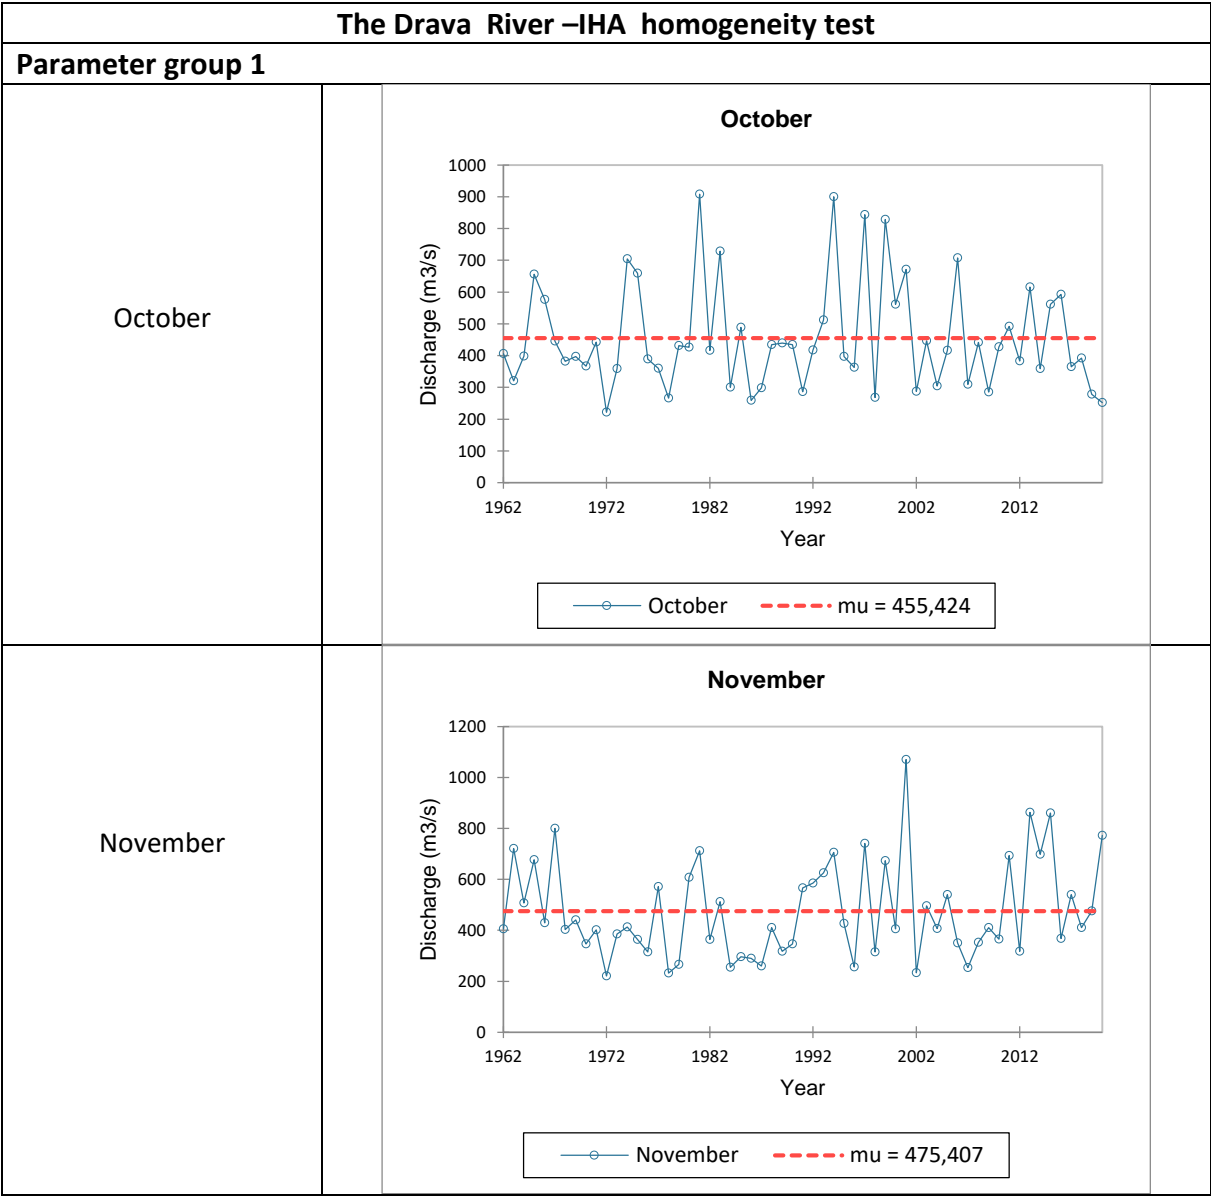 The Drava  River –IHA  homogeneity test
Parameter group 1
October
October
1000
900
800
700
600
500
400
300
200
100
0
Discharge (m3/s)
1962 1972 1982 1992 2002 2012
Year
October mu = 455,424
November
November
1200
1000
800
600
400
200
0
Discharge (m3/s)
1962 1972 1982 1992 2002 2012
Year
November mu = 475,407